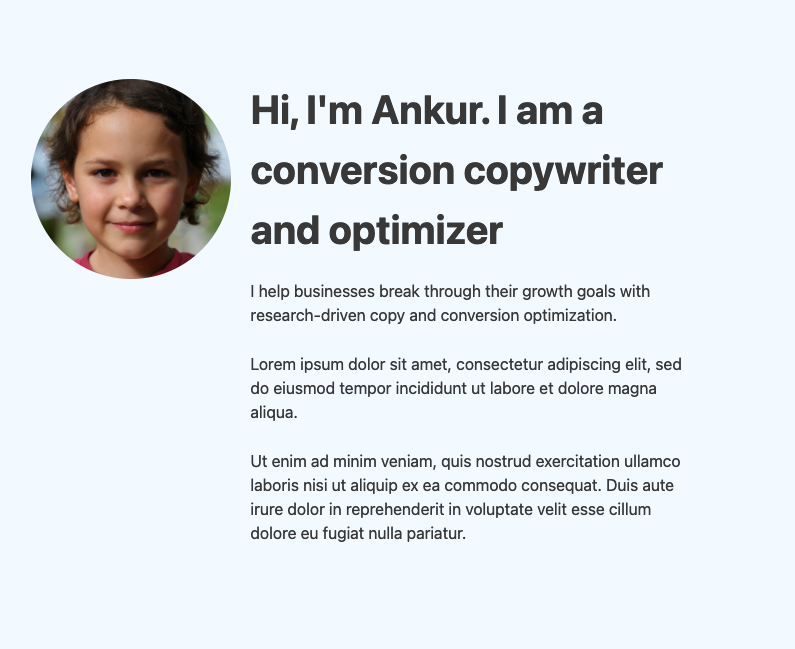 Hi, I'm Ankur. I am a
conversion copywriter
and optimizer
I help businesses break through their growth goals with
research-driven copy and conversion optimization.
Lorem ipsum dolor sit amet, consectetur adipiscing elit, sed
do eiusmod tempor incididunt ut labore et dolore magna
aliqua.
Ut enim ad minim veniam, quis nostrud exercitation ullamco
laboris nisi ut aliquip ex ea commodo consequat. Duis aute
irure dolor in reprehenderit in voluptate velit esse cillum
dolore eu fugiat nulla pariatur.